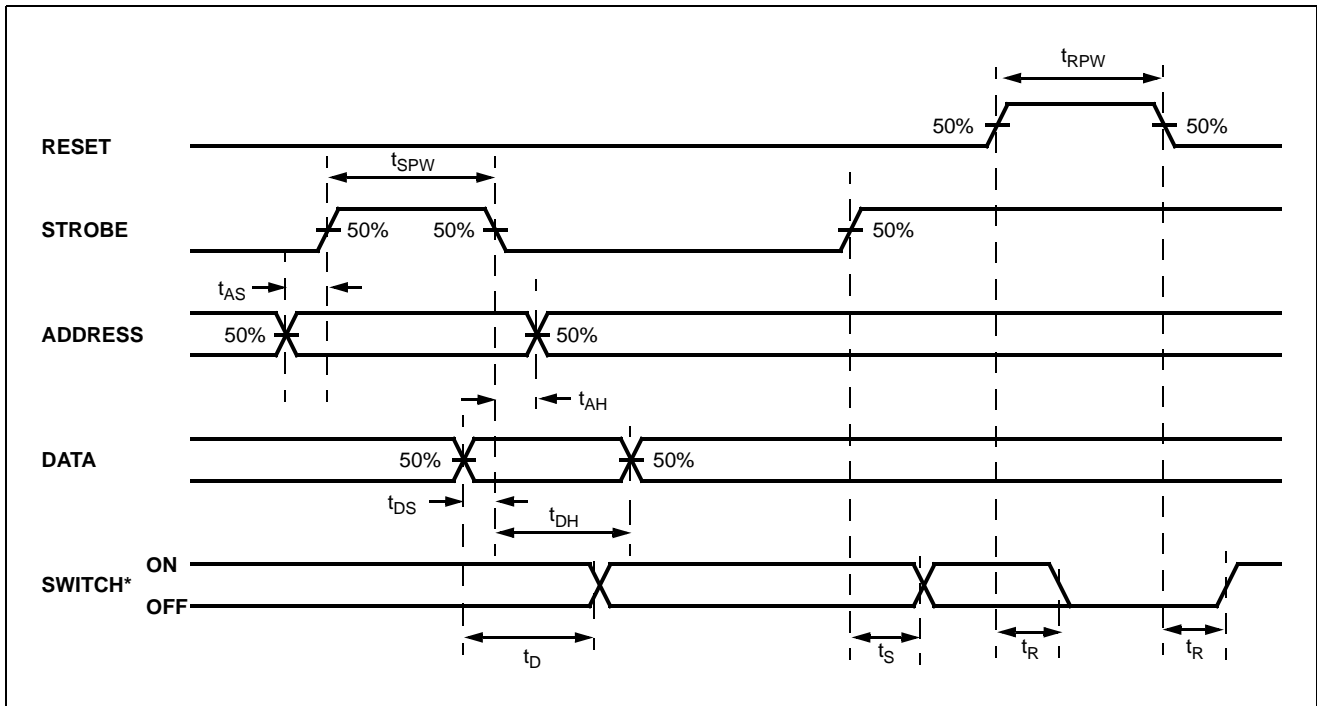 tRPW
50%
50%
RESET
tSPW
STROBE
50%
50%
50%
tAS
ADDRESS
50%
50%
tAH
DATA
50%
50%
tDS
tDH
ON
SWITCH*
OFF
tD
tS
tR
tR